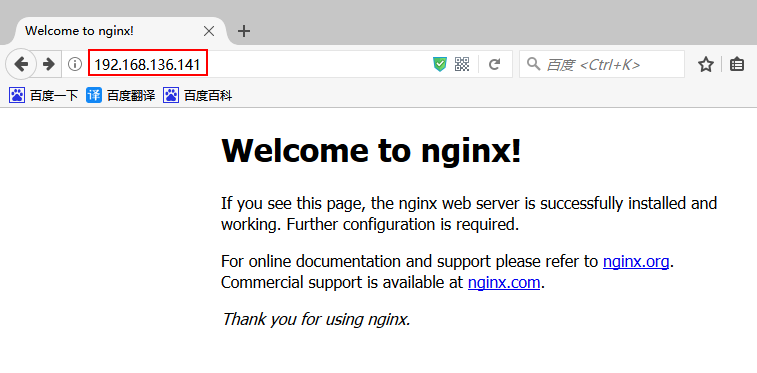 Welcome to nginx!
192.168.136.141
百度 <Ctrl+K>
百度一下 译 百度翻译 百度百科
Welcome to nginx!
If you see this page, the nginx web server is successfully installed and
working. Further configuration is required.
For online documentation and support please refer to nginx.org.
Commercial support is available at nginx.com.
Thank you for using nginx.